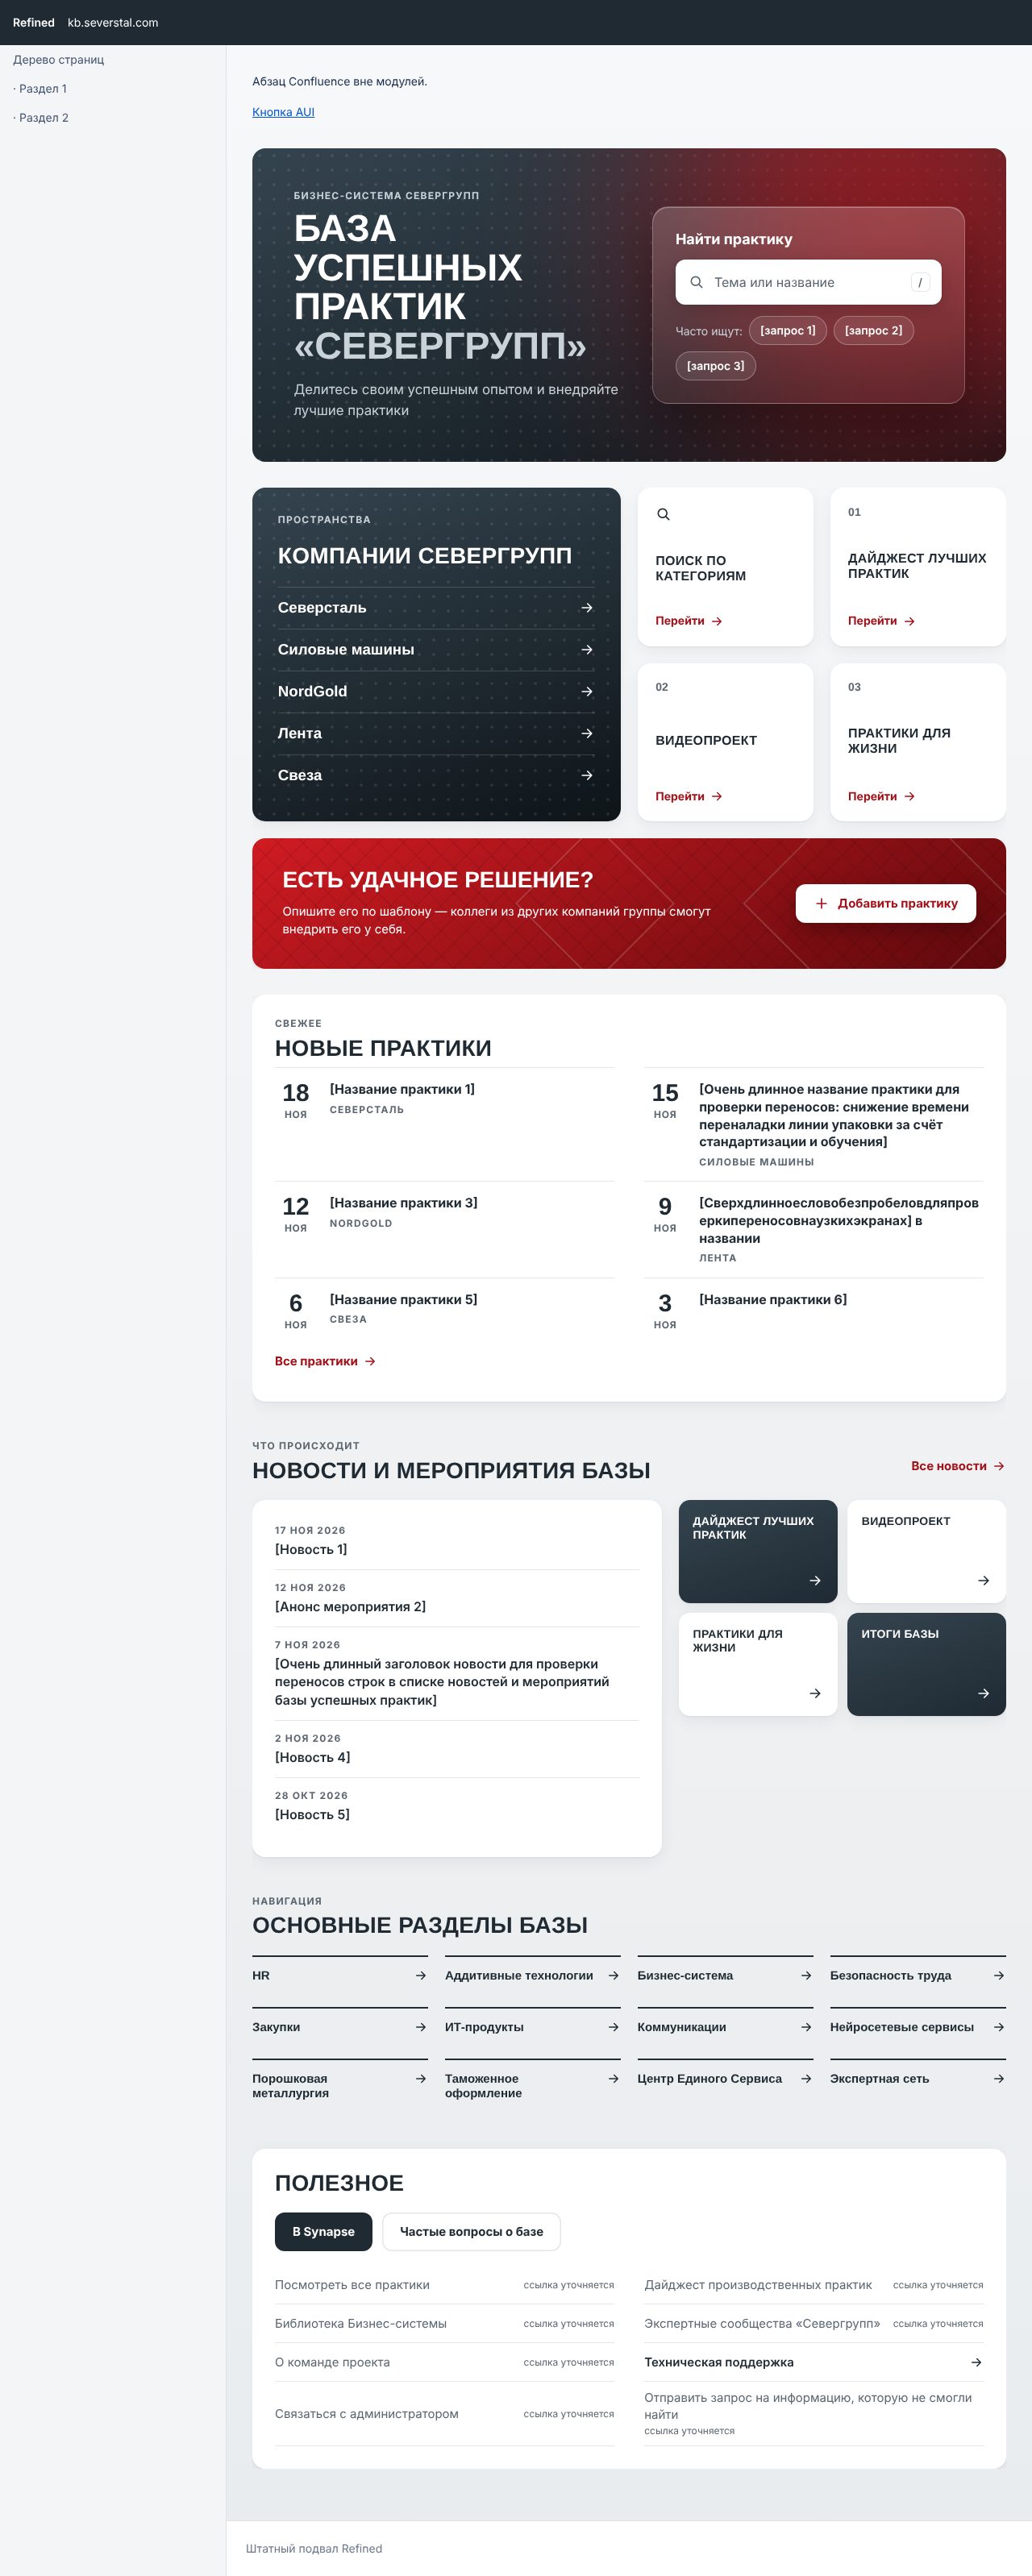 Refined kb.severstal.com
Дерево страниц
· Раздел 1
· Раздел 2
Абзац Confluence вне модулей.
Кнопка AUI
БИЗНЕС-СИСТЕМА СЕВЕРГРУПП
БАЗА
УСПЕШНЫХ
ПРАКТИК
«СЕВЕРГРУПП»
Делитесь своим успешным опытом и внедряйте
лучшие практики
Найти практику
Тема или название /
Часто ищут: [запрос 1] [запрос 2]
[запрос 3]
ПРОСТРАНСТВА
КОМПАНИИ СЕВЕРГРУПП
Северсталь
Силовые машины
NordGold
Лента
Свеза
ПОИСК ПО
КАТЕГОРИЯМ
Перейти
01
ДАЙДЖЕСТ ЛУЧШИХ
ПРАКТИК
Перейти
02
ВИДЕОПРОЕКТ
Перейти
03
ПРАКТИКИ ДЛЯ
ЖИЗНИ
Перейти
ЕСТЬ УДАЧНОЕ РЕШЕНИЕ?
Опишите его по шаблону — коллеги из других компаний группы смогут
внедрить его у себя.
Добавить практику
СВЕЖЕЕ
НОВЫЕ ПРАКТИКИ
18
НОЯ
[Название практики 1]
СЕВЕРСТАЛЬ
15
НОЯ
[Очень длинное название практики для
проверки переносов: снижение времени
переналадки линии упаковки за счёт
стандартизации и обучения]
СИЛОВЫЕ МАШИНЫ
12
НОЯ
[Название практики 3]
NORDGOLD
9
НОЯ
[Сверхдлинноесловобезпробеловдляпров
еркипереносовнаузкихэкранах] в
названии
ЛЕНТА
6
НОЯ
[Название практики 5]
СВЕЗА
3
НОЯ
[Название практики 6]
Все практики
ЧТО ПРОИСХОДИТ
НОВОСТИ И МЕРОПРИЯТИЯ БАЗЫ
Все новости
17 НОЯ 2026
[Новость 1]
12 НОЯ 2026
[Анонс мероприятия 2]
7 НОЯ 2026
[Очень длинный заголовок новости для проверки
переносов строк в списке новостей и мероприятий
базы успешных практик]
2 НОЯ 2026
[Новость 4]
28 ОКТ 2026
[Новость 5]
ДАЙДЖЕСТ ЛУЧШИХ
ПРАКТИК
ВИДЕОПРОЕКТ
ПРАКТИКИ ДЛЯ
ЖИЗНИ
ИТОГИ БАЗЫ
НАВИГАЦИЯ
ОСНОВНЫЕ РАЗДЕЛЫ БАЗЫ
HR
Аддитивные технологии
Бизнес-система
Безопасность труда
Закупки
ИТ-продукты
Коммуникации
Нейросетевые сервисы
Порошковая
металлургия
Таможенное
оформление
Центр Единого Сервиса
Экспертная сеть
ПОЛЕЗНОЕ
В Synapse
Частые вопросы о базе
Посмотреть все практики ссылка уточняется
Дайджест производственных практик ссылка уточняется
Библиотека Бизнес-системы ссылка уточняется
Экспертные сообщества «Севергрупп» ссылка уточняется
О команде проекта ссылка уточняется
Техническая поддержка
Связаться с администратором ссылка уточняется
Отправить запрос на информацию, которую не смогли
найти
ссылка уточняется
Штатный подвал Refined